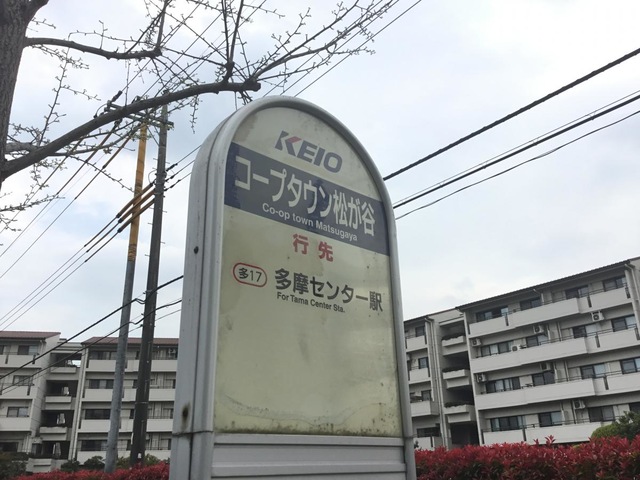 KEIO
コープタウン松が谷
Co-op town Matsugaya
行先
多17 多摩センター駅
For Tama Center Sta.